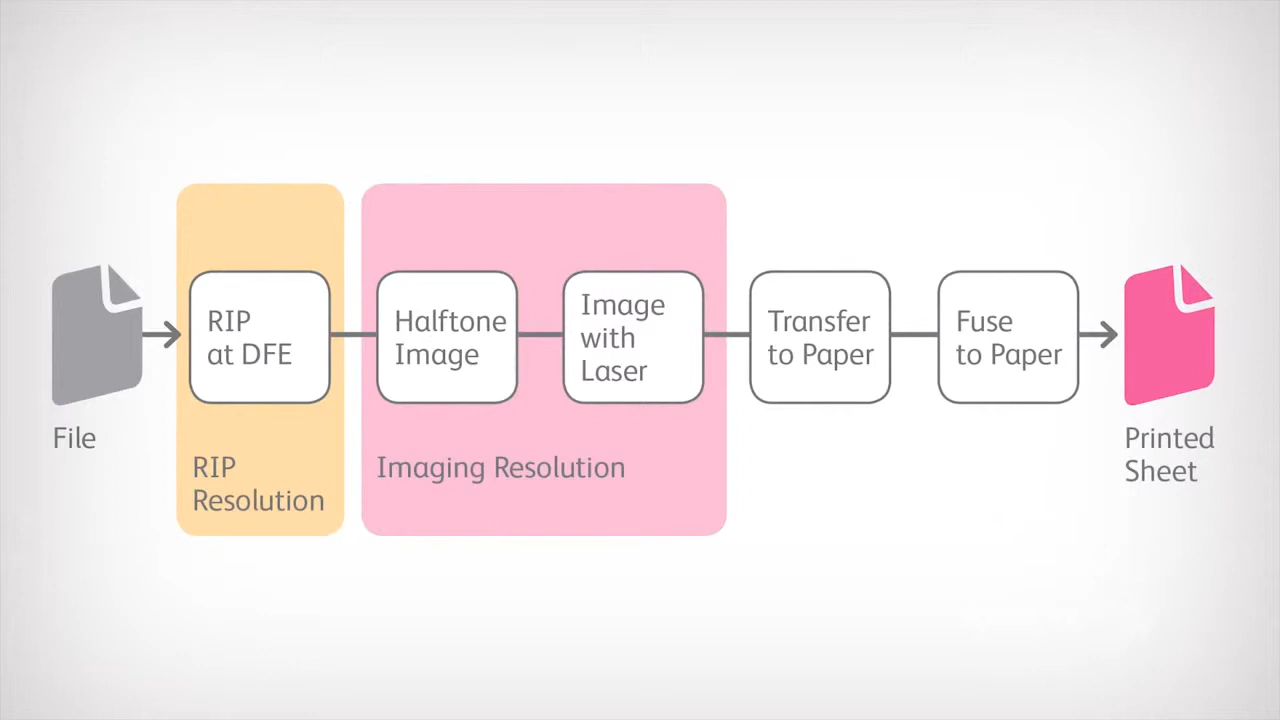 File
RIP
at DFE
RIP
Resolution
Halftone
Image
Image
with
Laser
Imaging Resolution
Transfer
to Paper
Fuse
to Paper
Printed
Sheet